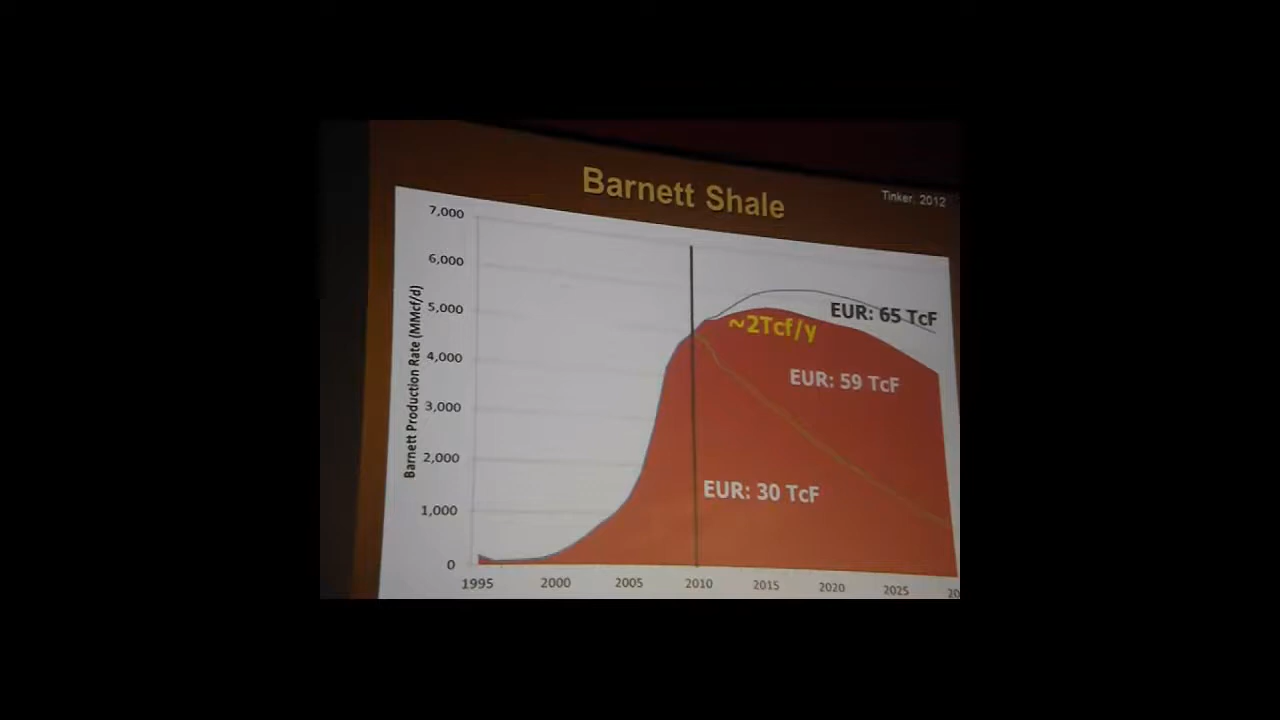 Barnett Shale
Tinker, 2012
7,000
6,000
5,000
4,000
3,000
2,000
1,000
0
Barnett Production Rate (MMcf/d)
~2Tcf/y
EUR: 65 TcF
EUR: 59 TcF
EUR: 30 TcF
1995 2000 2005 2010 2015 2020 2025 20